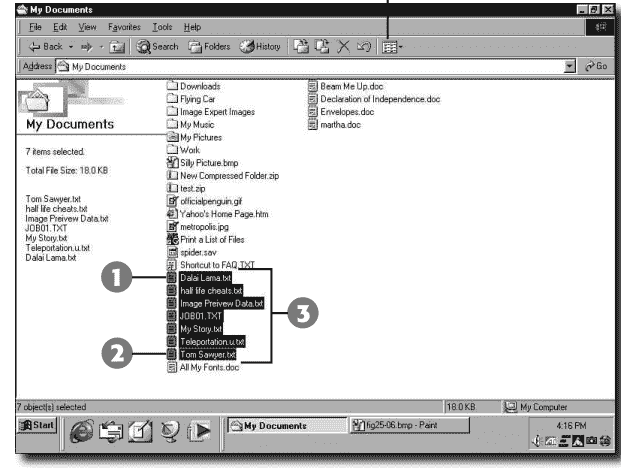 My Documents
File Edit View Favorites Tools Help
Back Search Folders History
Address My Documents Go
My Documents
7 items selected.
Total File Size: 18.0 KB
Tom Sawyer.txt
half life cheats.txt
Image Preivew Data.txt
JOB01.TXT
My Story.txt
Teleportation.u.txt
Dalai Lama.txt
Downloads
Flying Car
Image Expert Images
My Music
My Pictures
Work
Silly Picture.bmp
New Compressed Folder.zip
test.zip
officialpenguin.gif
Yahoo's Home Page.htm
metropolis.jpg
Print a List of Files
spider.sav
Shortcut to FAQ.TXT
1 Dalai Lama.txt
half life cheats.txt
Image Preivew Data.txt
JOB01.TXT 3
My Story.txt
Teleportation.u.txt
2 Tom Sawyer.txt
All My Fonts.doc
Beam Me Up.doc
Declaration of Independence.doc
Envelopes.doc
martha.doc
7 object(s) selected 18.0 KB My Computer
Start My Documents fig25-06.bmp - Paint 4:16 PM